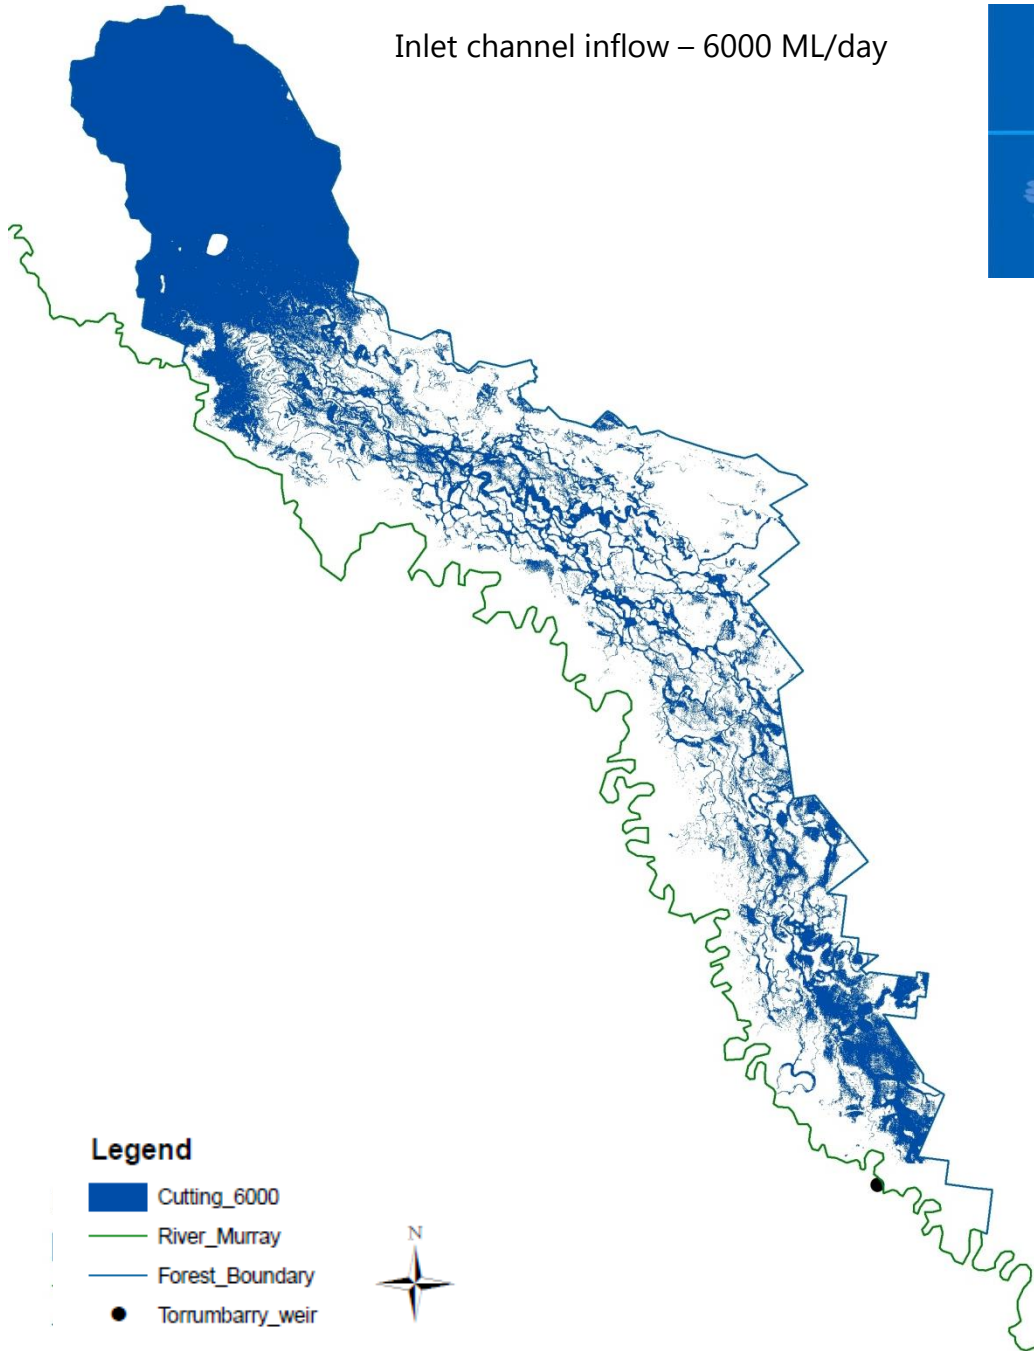 Inlet channel inflow – 6000 ML/day
Legend
Cutting_6000
River_Murray
Forest_Boundary
Torrumbarry_weir
N